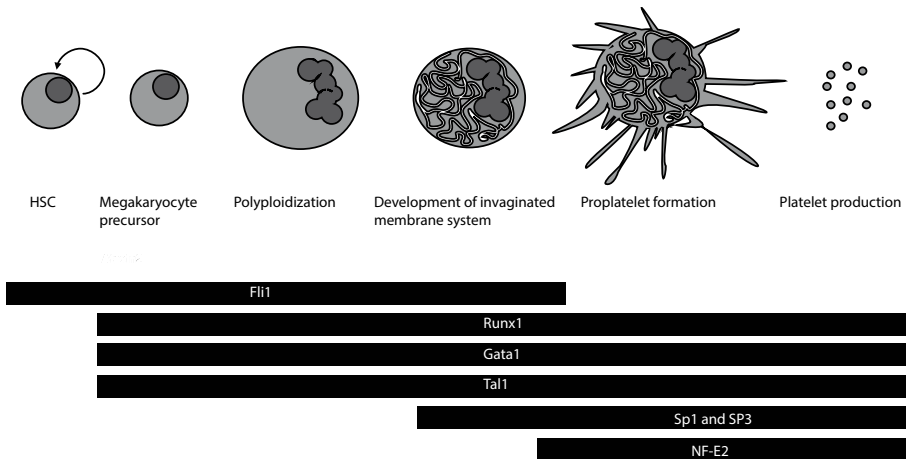 HSC
Megakaryocyte
precursor
Polyploidization
Development of invaginated
membrane system
Proplatelet formation
Platelet production
Fli1
Runx1
Gata1
Tal1
Sp1 and SP3
NF-E2